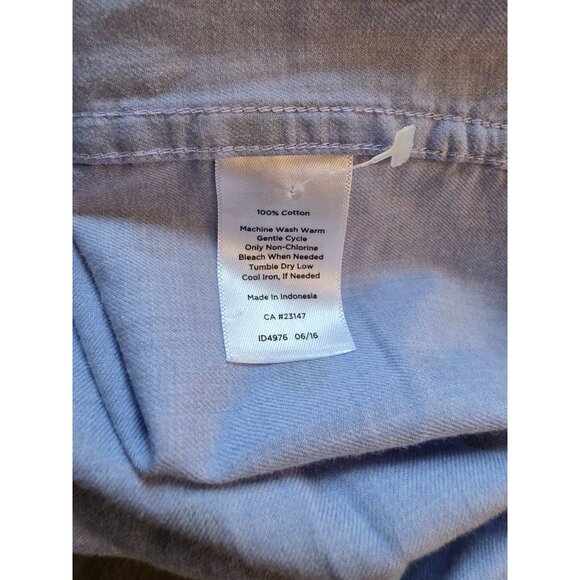 100% Cotton
Machine Wash Warm
Gentle Cycle
Only Non-Chlorine
Bleach When Needed
Tumble Dry Low
Cool Iron, If Needed
Made In Indonesia
CA #23147
ID4976 06/16